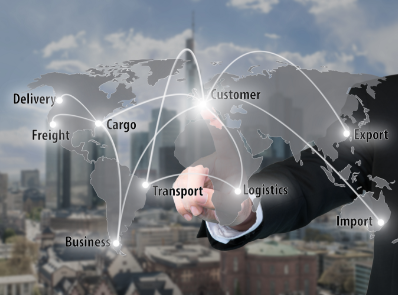 Delivery
Customer
Freight
Cargo
Export
Transport
Logistics
Import
Business